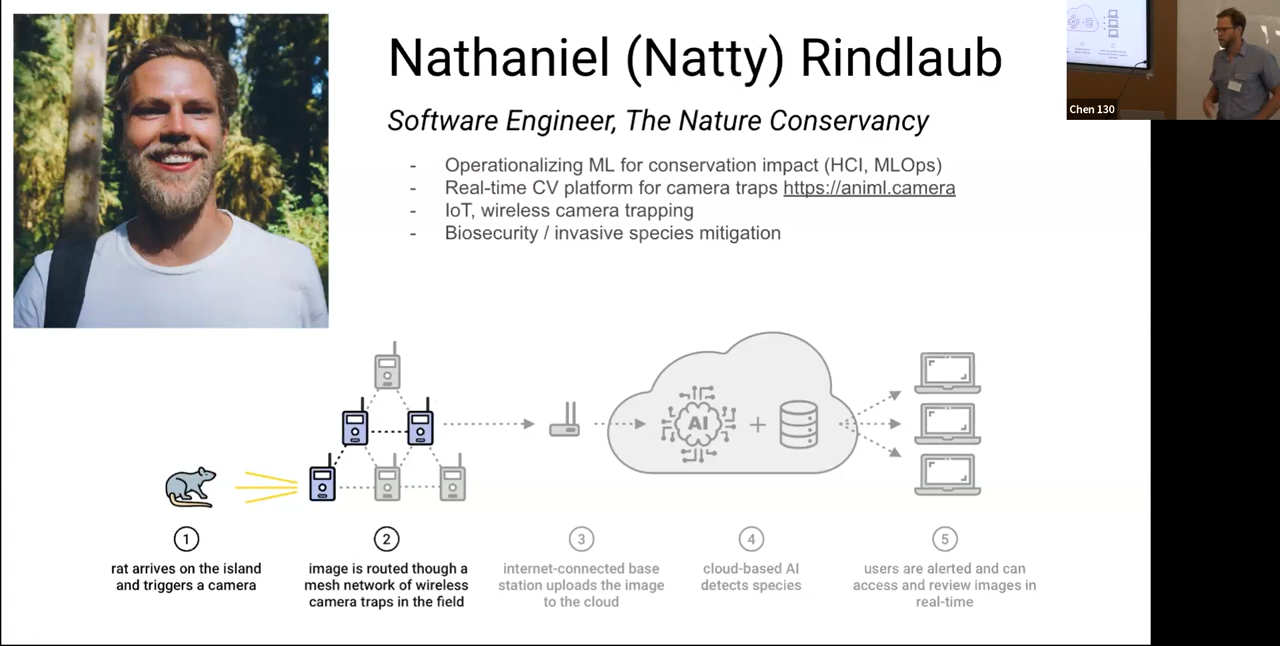 Nathaniel (Natty) Rindlaub
Software Engineer, The Nature Conservancy
- Operationalizing ML for conservation impact (HCI, MLOps)
- Real-time CV platform for camera traps https://animl.camera
- IoT, wireless camera trapping
- Biosecurity / invasive species mitigation
Chen 130
AI
+
1
rat arrives on the island
and triggers a camera
2
image is routed though a
mesh network of wireless
camera traps in the field
3
internet-connected base
station uploads the image
to the cloud
4
cloud-based AI
detects species
5
users are alerted and can
access and review images in
real-time